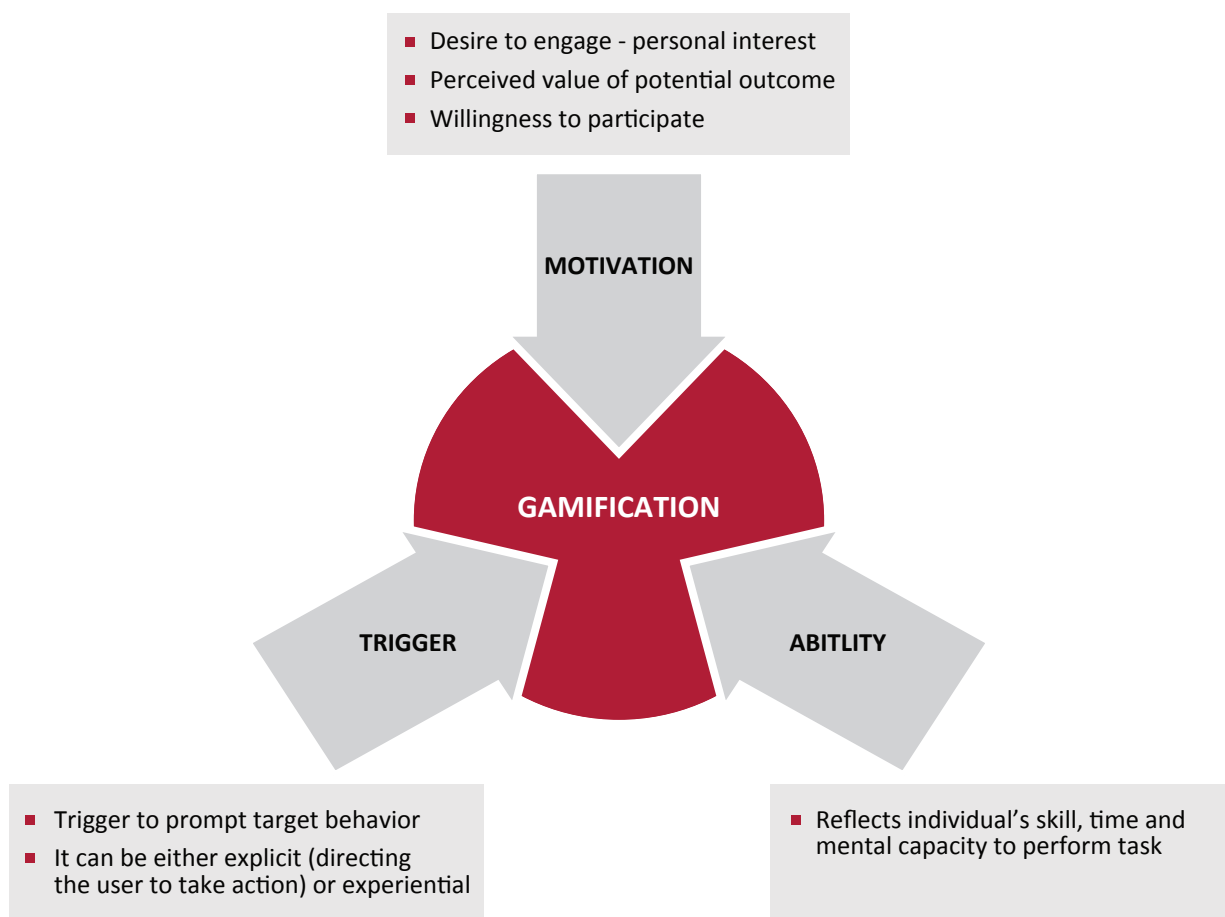 Desire to engage - personal interest
Perceived value of potential outcome
Willingness to participate
MOTIVATION
GAMIFICATION
TRIGGER
ABITLITY
Trigger to prompt target behavior
It can be either explicit (directing
the user to take action) or experiential
Reflects individual's skill, time and
mental capacity to perform task